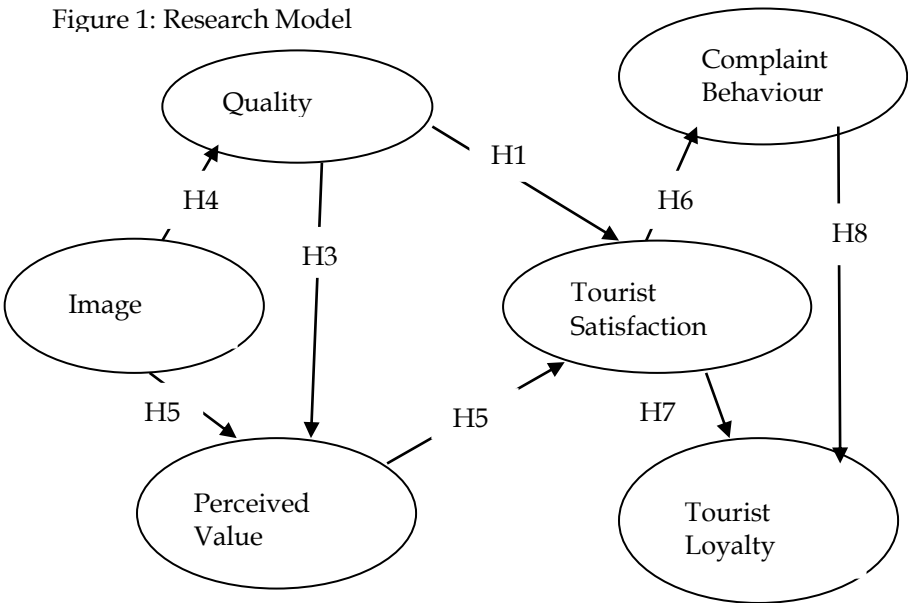 Figure 1: Research Model
Complaint
Behaviour
Quality
H1
H4
H6
H8
H3
Image
Tourist
Satisfaction
H5
H5
H7
Perceived
Value
Tourist
Loyalty